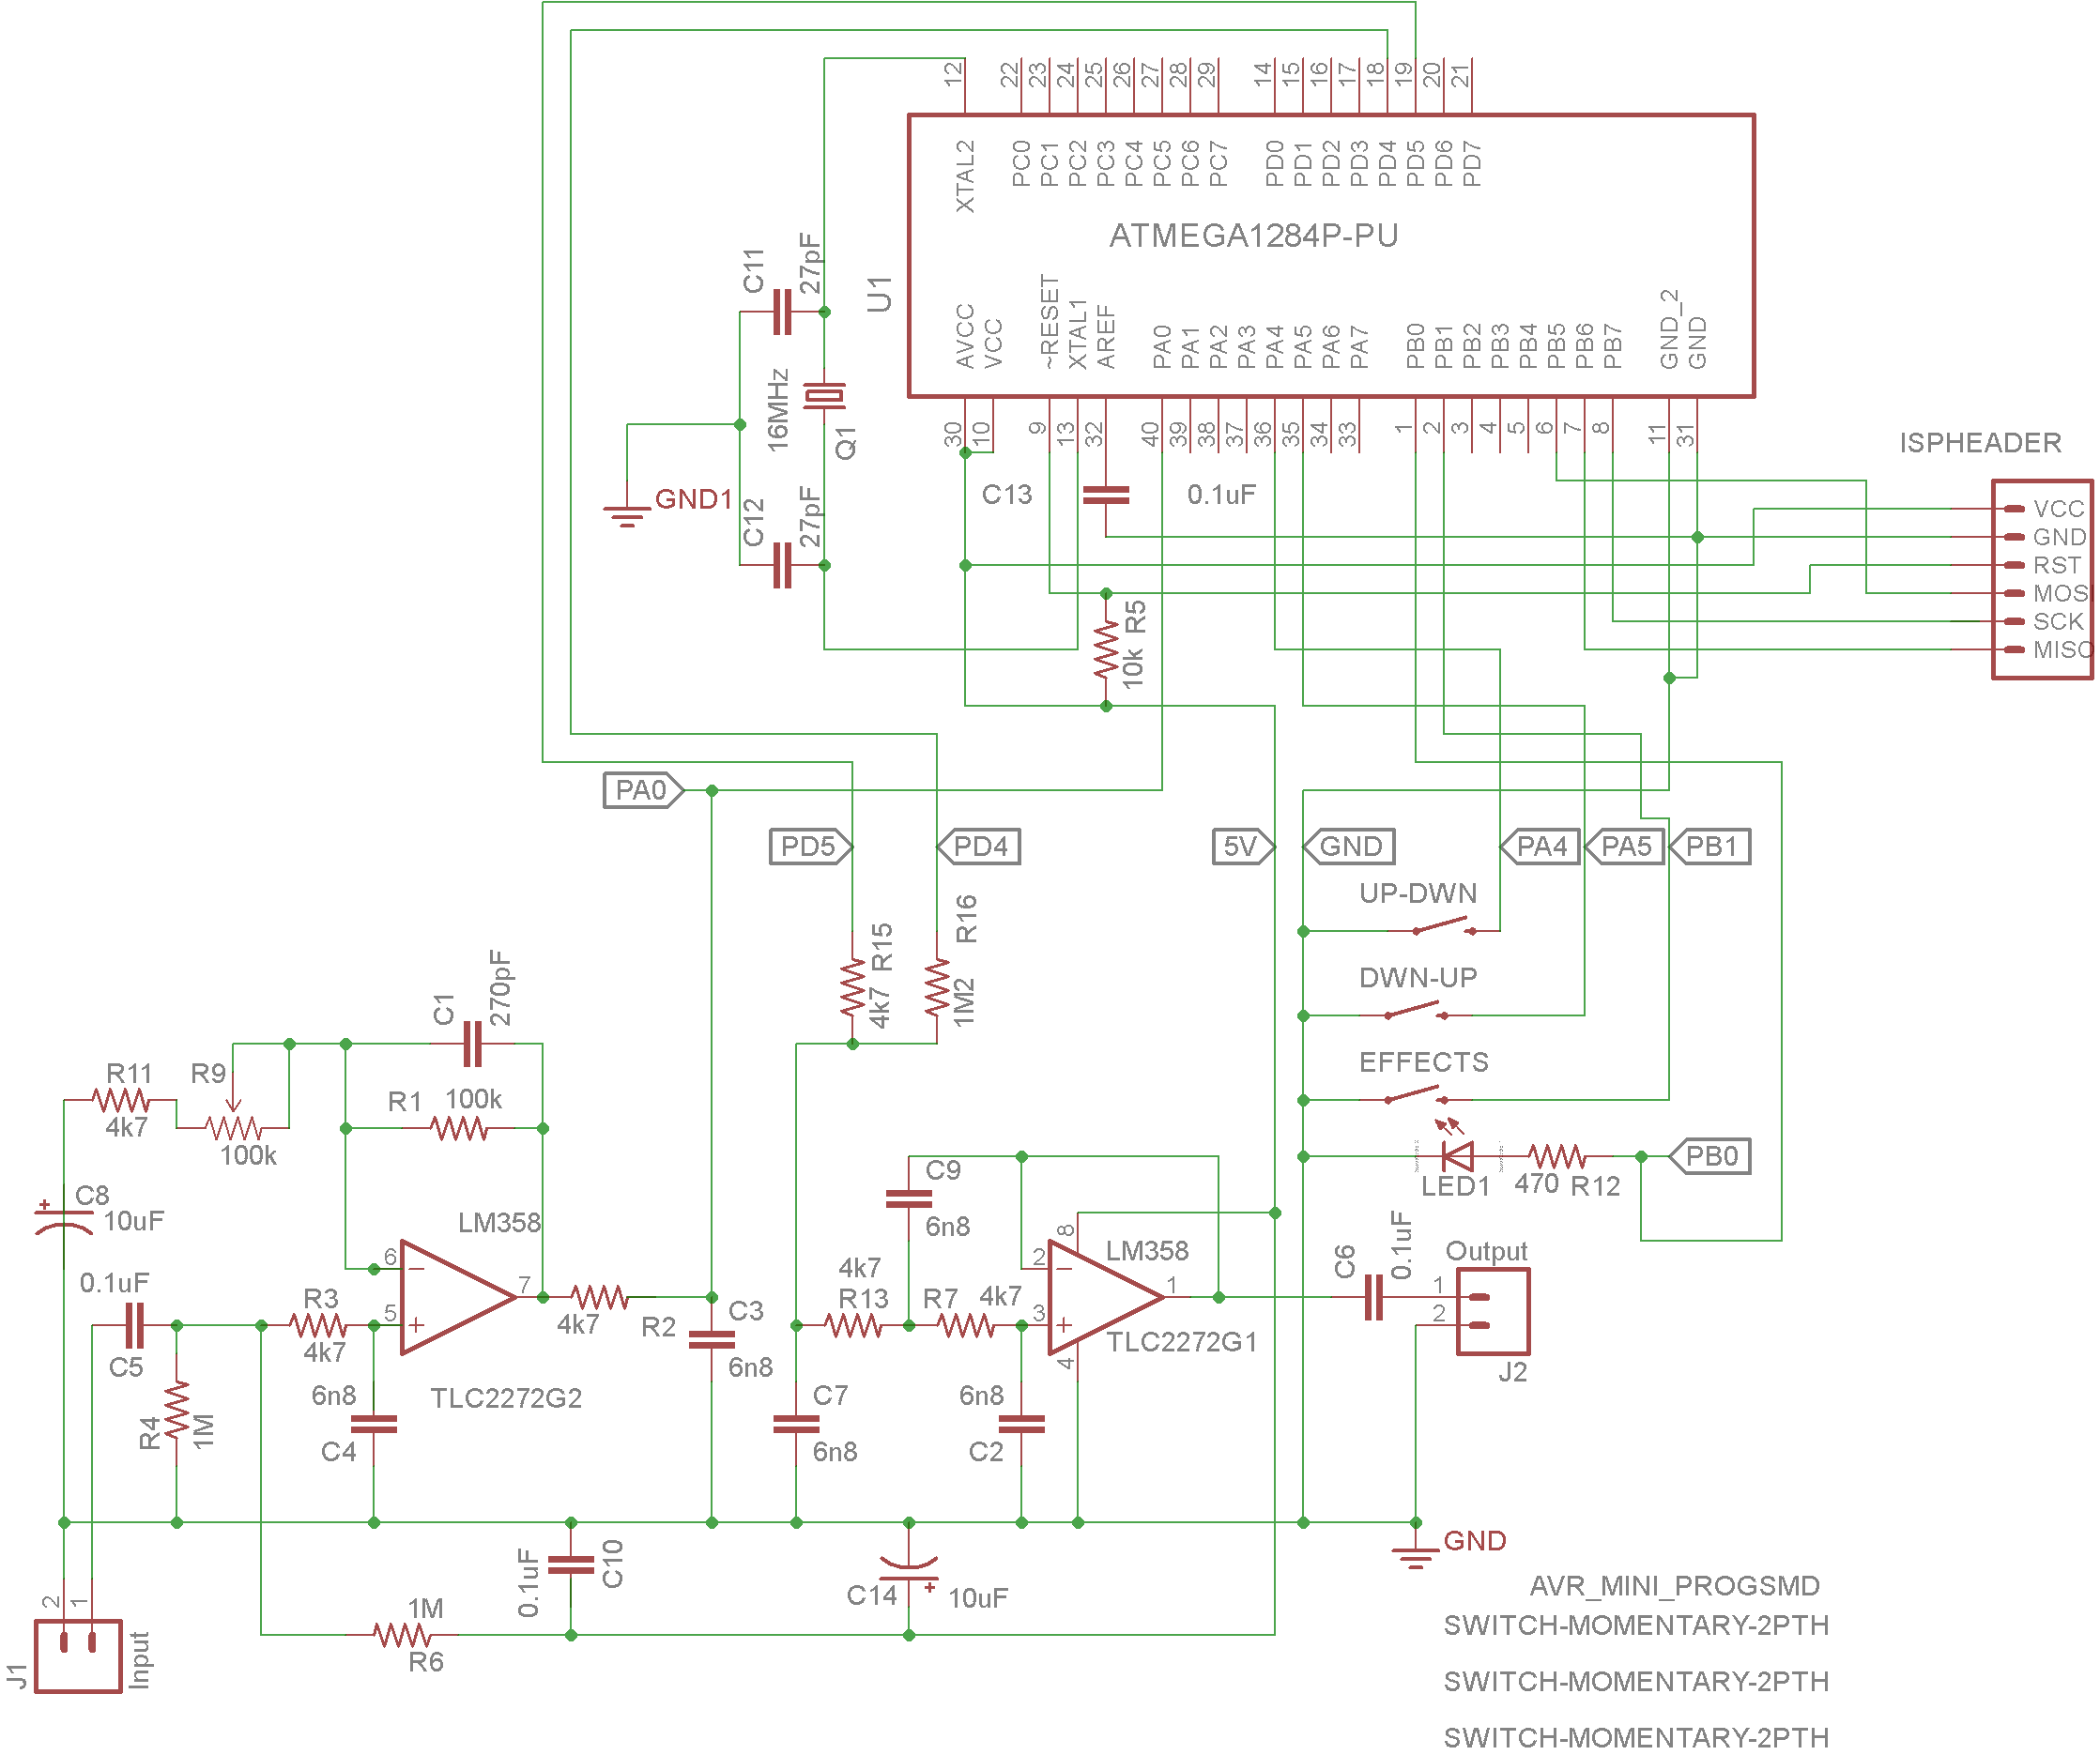 12
22
23
24
25
26
27
28
29
14
15
16
17
18
19
20
21
XTAL2
PC0
PC1
PC2
PC3
PC4
PC5
PC6
PC7
PD0
PD1
PD2
PD3
PD4
PD5
PD6
PD7
ATMEGA1284P-PU
U1
AVCC
VCC
~RESET
XTAL1
AREF
PA0
PA1
PA2
PA3
PA4
PA5
PA6
PA7
PB0
PB1
PB2
PB3
PB4
PB5
PB6
PB7
GND_2
GND
30
10
9
13
32
40
39
38
37
36
35
34
33
1
2
3
4
5
6
7
8
11
31
C11
27pF
16MHz
Q1
GND1
C12
27pF
C13
0.1uF
R5
10k
ISPHEADER
VCC
GND
RST
MOSI
SCK
MISO
PA0
PD5
PD4
5V
GND
PA4
PA5
PB1
UP-DWN
DWN-UP
EFFECTS
LED1
470
R12
PB0
R15
4k7
R16
1M2
C1
270pF
R11
4k7
R9
100k
R1
100k
C8
10uF
LM358
6
5
7
TLC2272G2
0.1uF
C5
R3
4k7
R4
1M
6n8
C4
4k7
R2
C3
6n8
C9
6n8
4k7
R13
R7
4k7
C7
6n8
6n8
C2
LM358
8
2
3
1
4
TLC2272G1
C6
0.1uF
Output
1
2
J2
GND
0.1uF
C10
C14
10uF
1M
R6
2
1
J1
Input
AVR_MINI_PROGSMD
SWITCH-MOMENTARY-2PTH
SWITCH-MOMENTARY-2PTH
SWITCH-MOMENTARY-2PTH